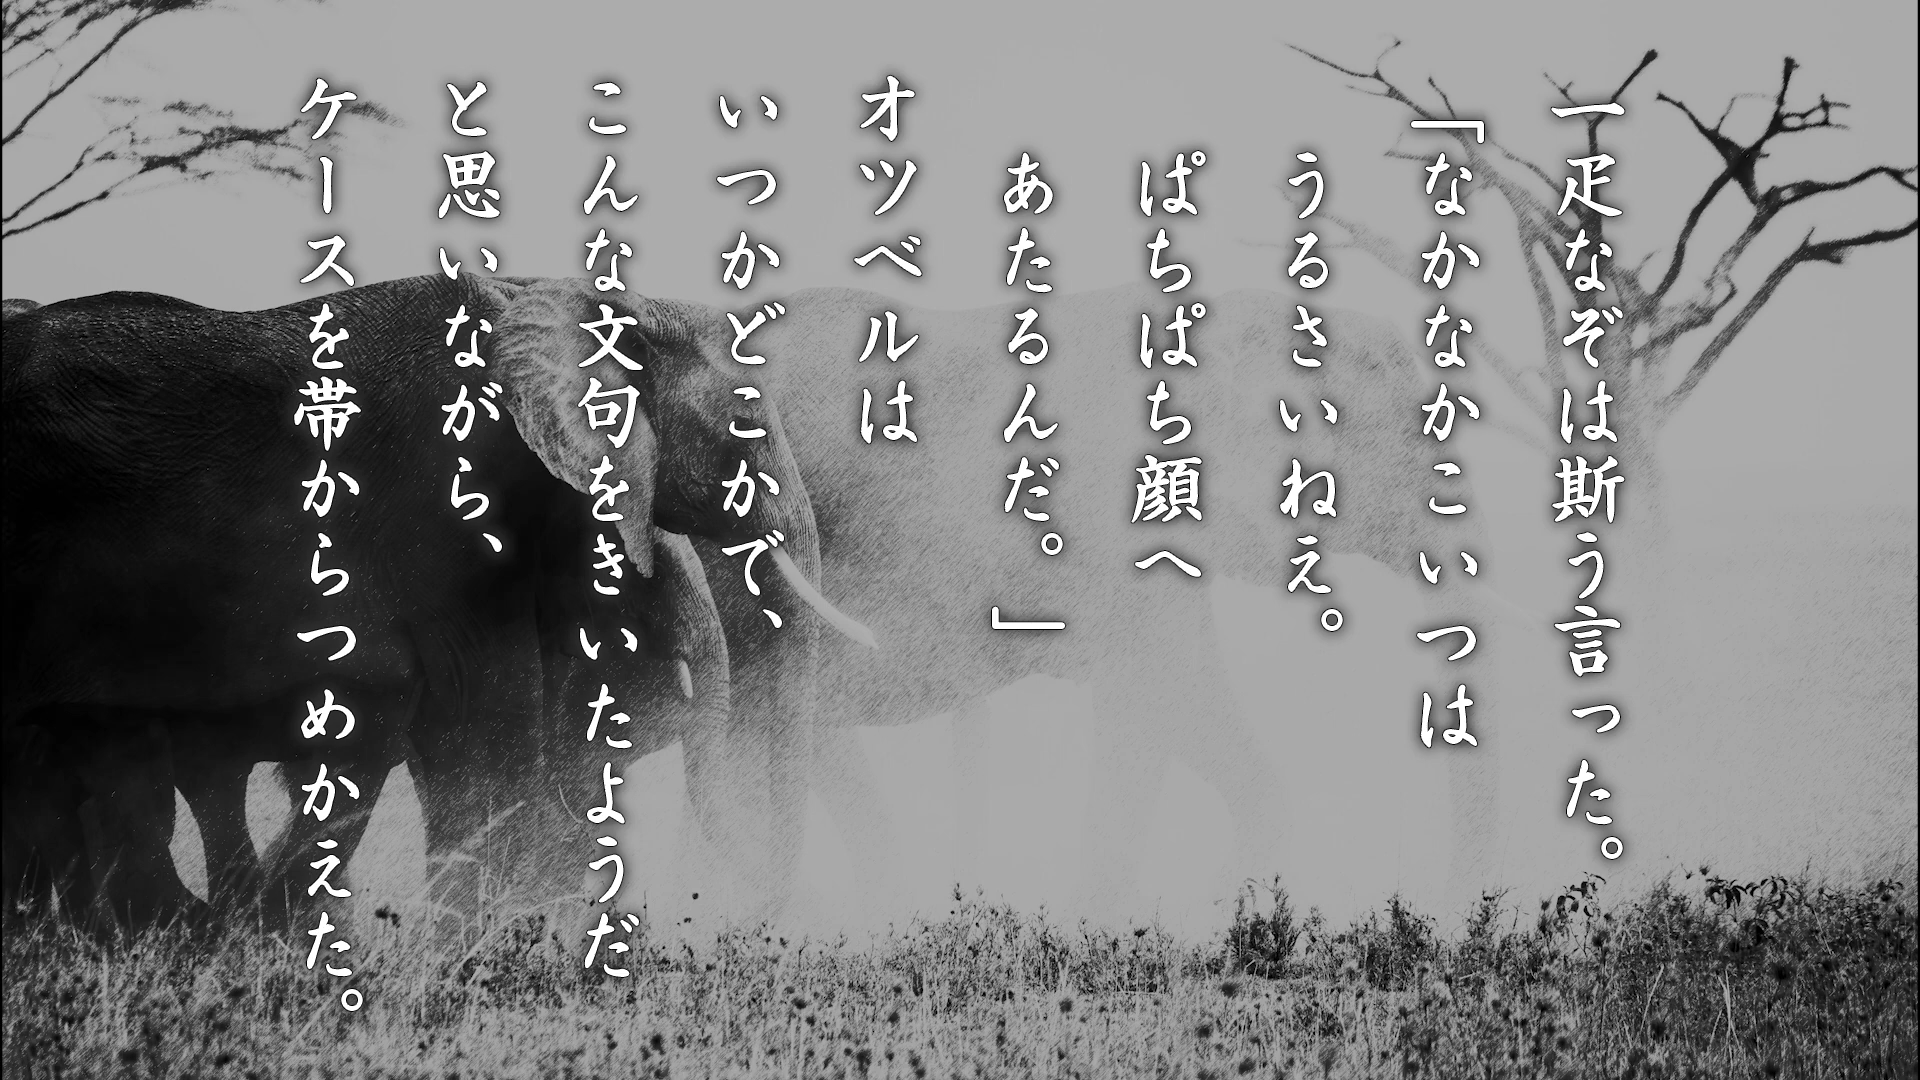 一疋なぞは斯う言った。
「なかなかこいつは
うるさいねえ。
ぱちぱち顔へ
あたるんだ。」
オツベルは
いつかどこかで、
こんな文句をきいたようだ
と思いながら、
ケースを帯からつめかえた。